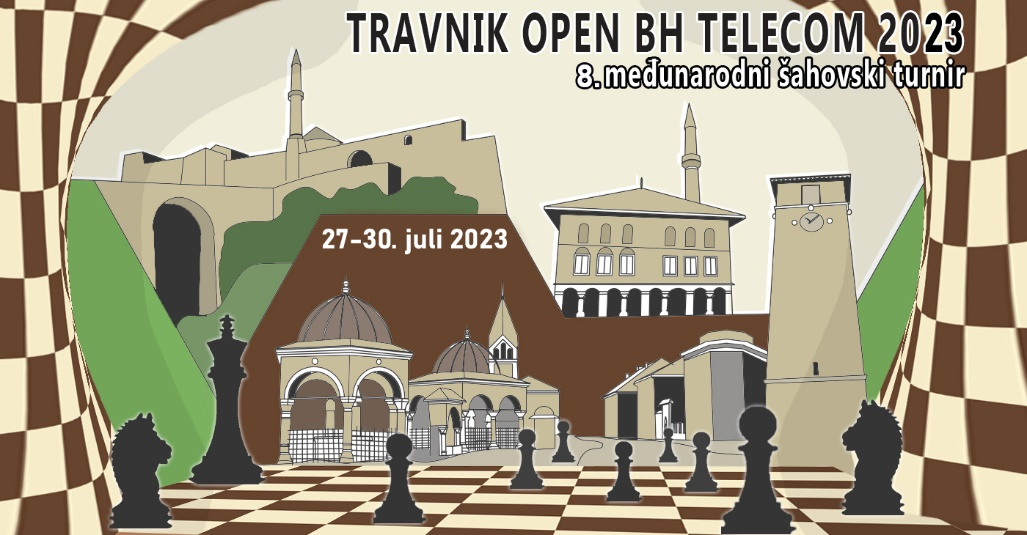 TRAVNIK OPEN BH TELECOM 2023
8. međunarodni šahovski turnir
27-30. juli 2023